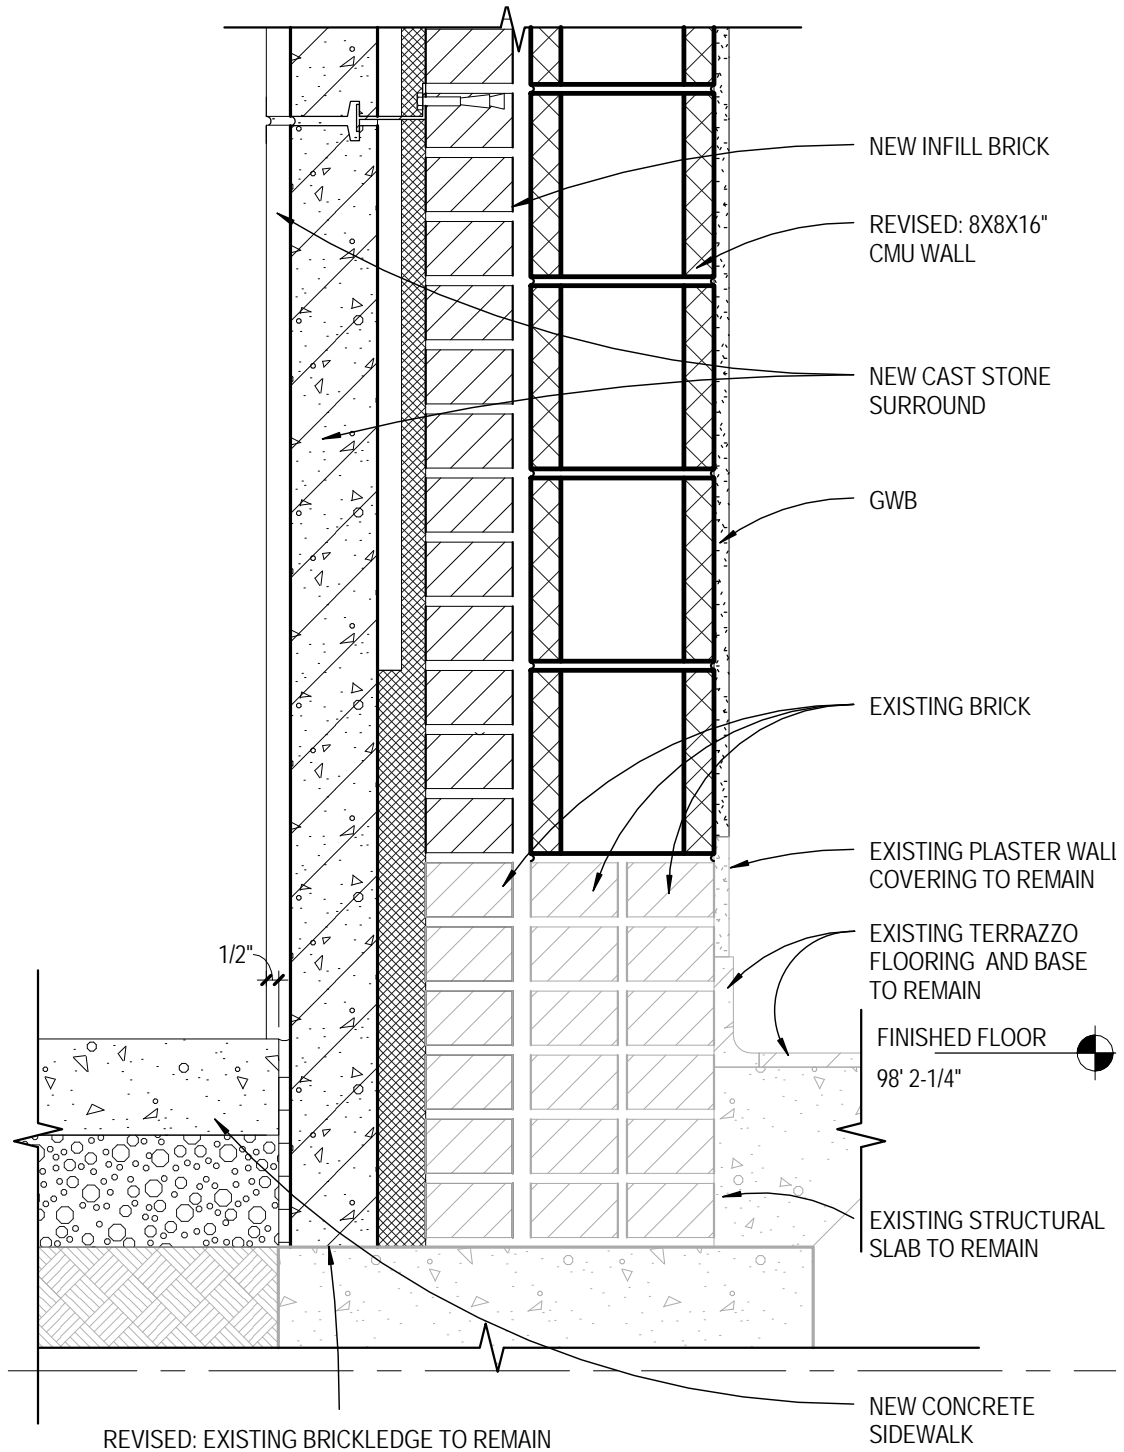 NEW INFILL BRICK
REVISED: 8X8X16"
CMU WALL
NEW CAST STONE
SURROUND
GWB
EXISTING BRICK
EXISTING PLASTER WALL
COVERING TO REMAIN
EXISTING TERRAZZO
FLOORING AND BASE
TO REMAIN
1/2"
FINISHED FLOOR
98' 2-1/4"
EXISTING STRUCTURAL
SLAB TO REMAIN
NEW CONCRETE
SIDEWALK
REVISED: EXISTING BRICKLEDGE TO REMAIN